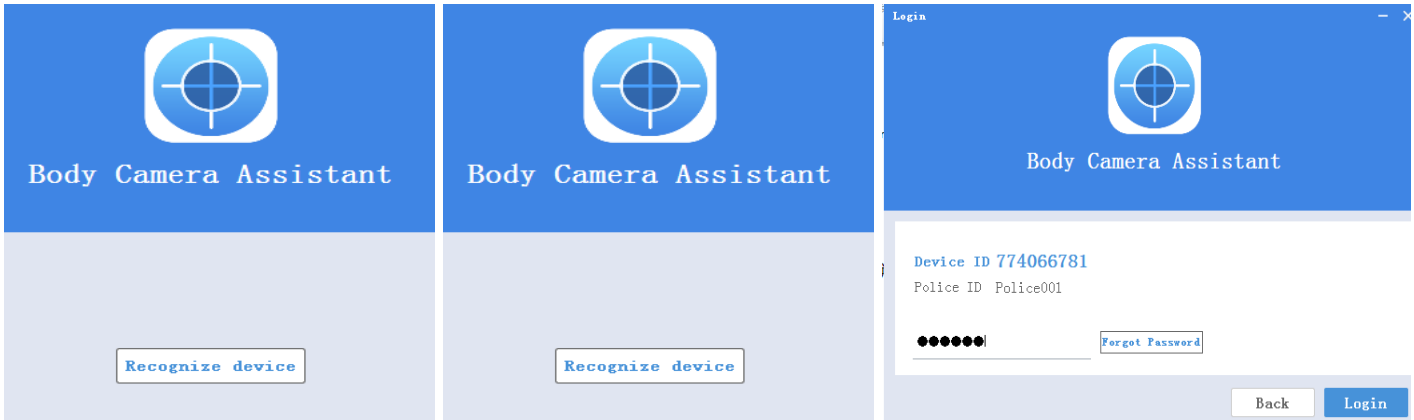 Body Camera Assistant
Recognize device
Body Camera Assistant
Recognize device
Login
Body Camera Assistant
Device ID 774066781
Police ID Police001
Forgot Password
Back
Login